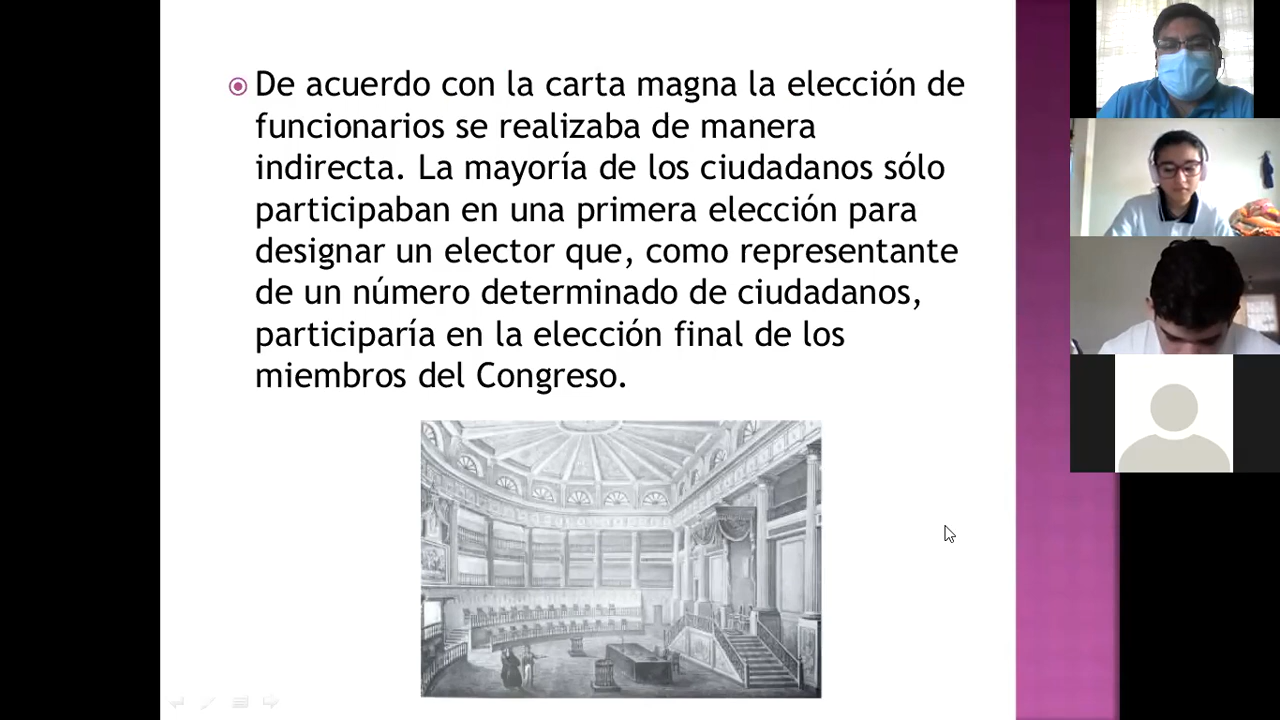 De acuerdo con la carta magna la elección de
funcionarios se realizaba de manera
indirecta. La mayoría de los ciudadanos sólo
participaban en una primera elección para
designar un elector que, como representante
de un número determinado de ciudadanos,
participaría en la elección final de los
miembros del Congreso.